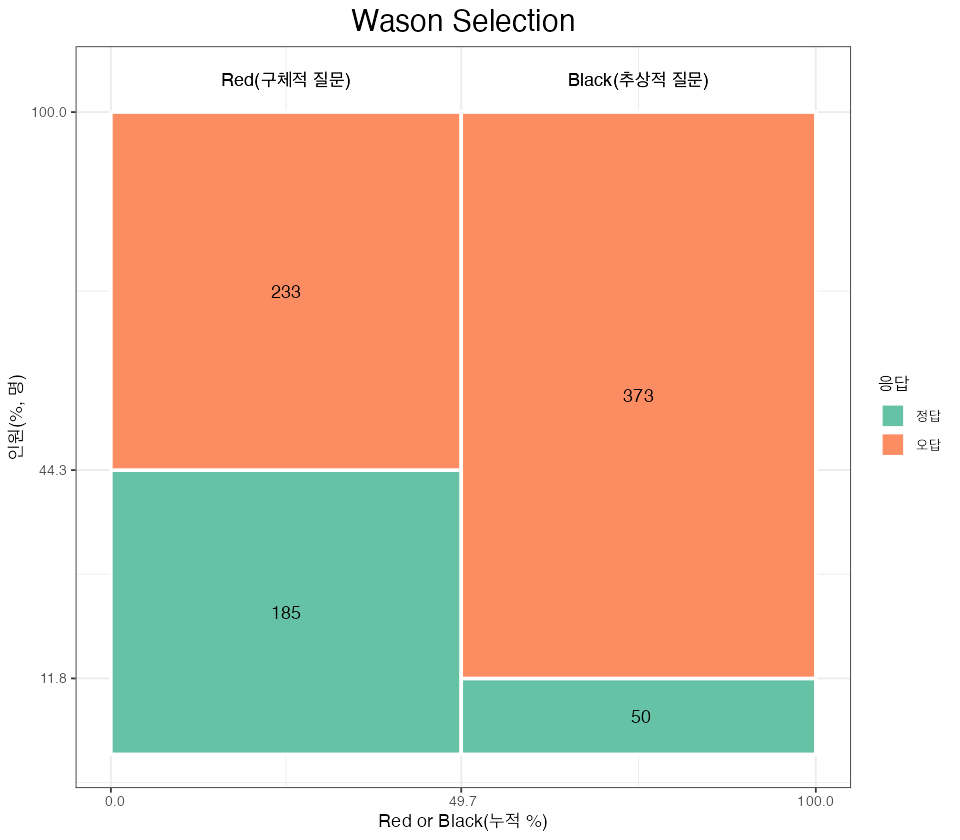 Wason Selection
Red(구체적 질문)
Black(추상적 질문)
100.0
44.3
11.8
인원(%, 명)
233
373
185
50
응답
정답
오답
0.0
49.7
100.0
Red or Black(누적 %)